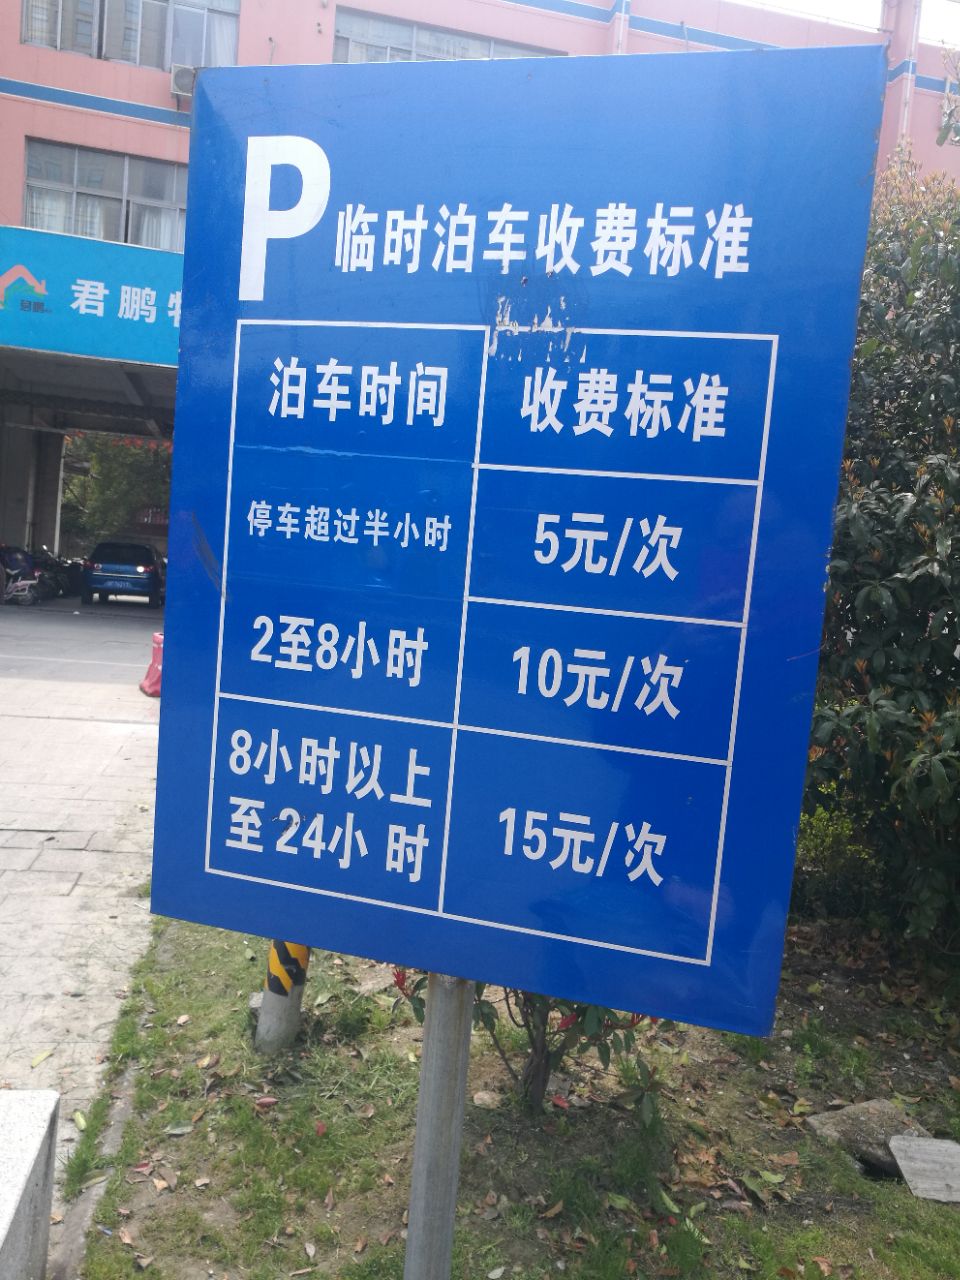 P 临时泊车收费标准
泊车时间 收费标准
停车超过半小时 5元/次
2至8小时 10元/次
8小时以上
至24小时 15元/次
君鹏
君鹏